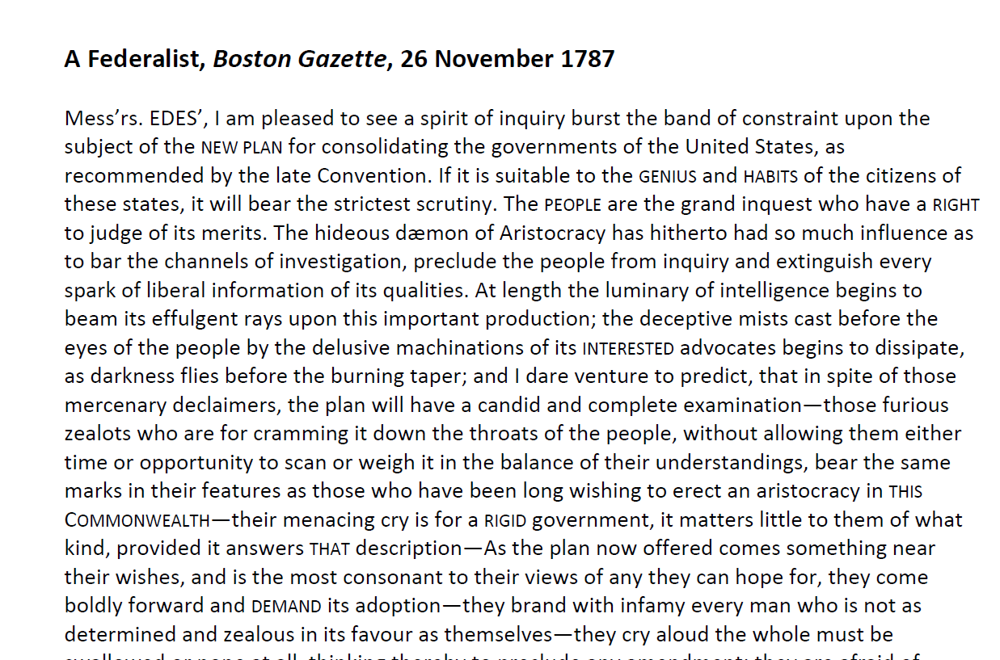 A Federalist, Boston Gazette, 26 November 1787
Mess’rs. EDES’, I am pleased to see a spirit of inquiry burst the band of constraint upon the
subject of the NEW PLAN for consolidating the governments of the United States, as
recommended by the late Convention. If it is suitable to the GENIUS and HABITS of the citizens of
these states, it will bear the strictest scrutiny. The PEOPLE are the grand inquest who have a RIGHT
to judge of its merits. The hideous dæmon of Aristocracy has hitherto had so much influence as
to bar the channels of investigation, preclude the people from inquiry and extinguish every
spark of liberal information of its qualities. At length the luminary of intelligence begins to
beam its effulgent rays upon this important production; the deceptive mists cast before the
eyes of the people by the delusive machinations of its INTERESTED advocates begins to dissipate,
as darkness flies before the burning taper; and I dare venture to predict, that in spite of those
mercenary declaimers, the plan will have a candid and complete examination—those furious
zealots who are for cramming it down the throats of the people, without allowing them either
time or opportunity to scan or weigh it in the balance of their understandings, bear the same
marks in their features as those who have been long wishing to erect an aristocracy in THIS
COMMONWEALTH—their menacing cry is for a RIGID government, it matters little to them of what
kind, provided it answers THAT description—As the plan now offered comes something near
their wishes, and is the most consonant to their views of any they can hope for, they come
boldly forward and DEMAND its adoption—they brand with infamy every man who is not as
determined and zealous in its favour as themselves—they cry aloud the whole must be
swallowed or none at all, thinking thereby to preclude any amendment; they are afraid of